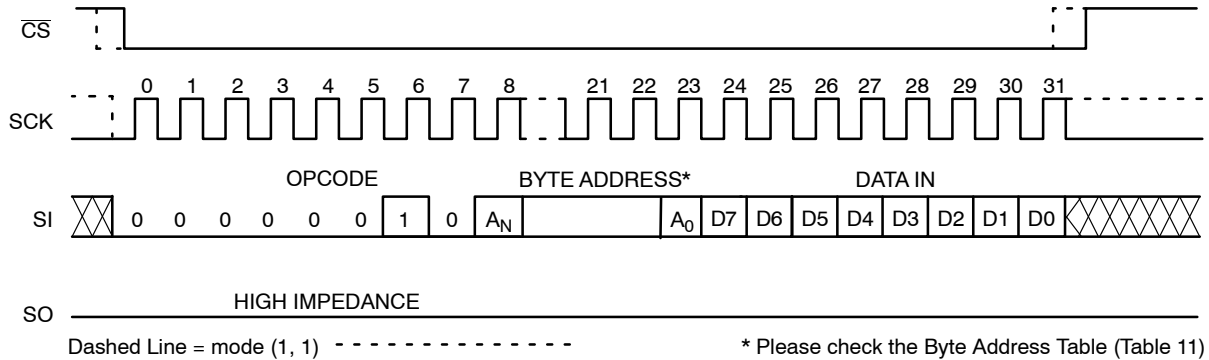 CS
0 1 2 3 4 5 6 7 8 21 22 23 24 25 26 27 28 29 30 31
SCK
OPCODE BYTE ADDRESS* DATA IN
SI 0 0 0 0 0 0 1 0 AN A0 D7 D6 D5 D4 D3 D2 D1 D0
HIGH IMPEDANCE
SO
Dashed Line = mode (1, 1) * Please check the Byte Address Table (Table 11)